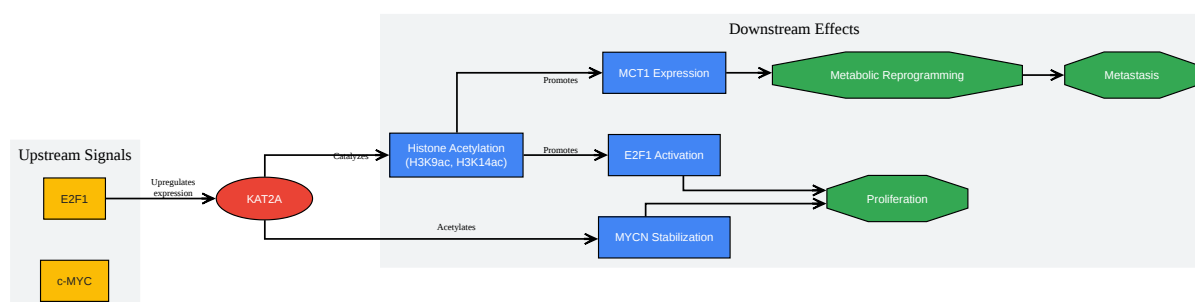 Downstream Effects
MCT1 Expression
Metabolic Reprogramming
Metastasis
Promotes
Upstream Signals
Histone Acetylation
(H3K9ac, H3K14ac)
Catalyzes
Promotes
E2F1 Activation
E2F1
Upregulates
expression
KAT2A
Proliferation
Acetylates
MYCN Stabilization
c-MYC